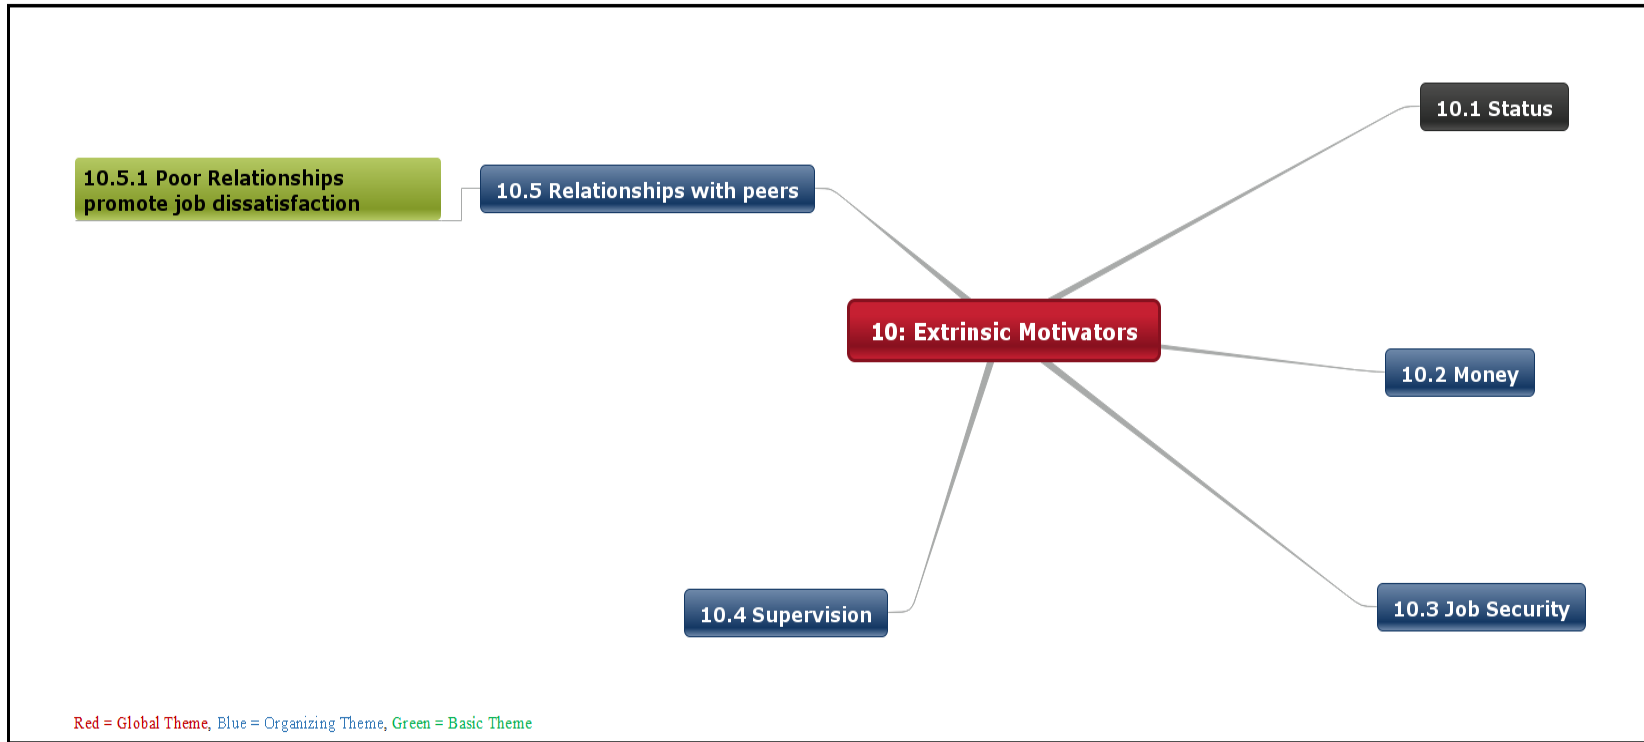 10.1 Status
10.5.1 Poor Relationships
promote job dissatisfaction
10.5 Relationships with peers
10: Extrinsic Motivators
10.2 Money
10.4 Supervision
10.3 Job Security
Red = Global Theme, Blue = Organizing Theme, Green = Basic Theme